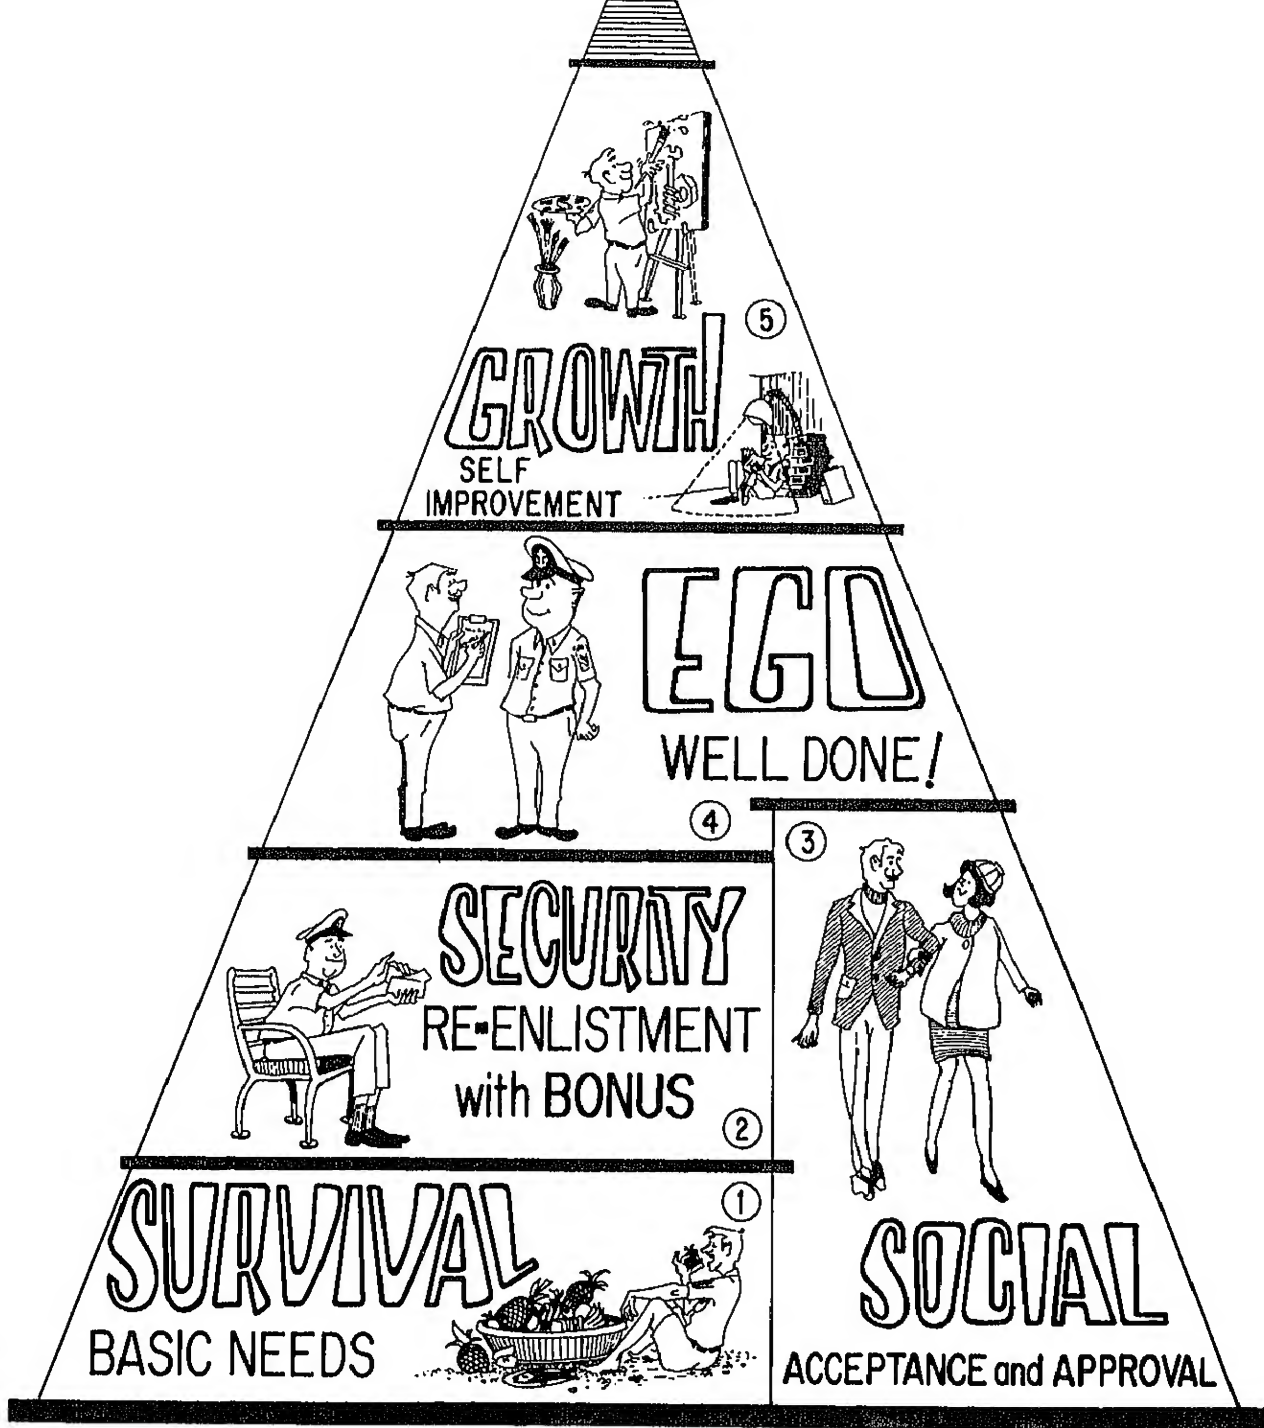 5
GROWTH
SELF
IMPROVEMENT
EGO
WELL DONE!
4
3
SECURITY
RE-ENLISTMENT
with BONUS
2
SURVIVAL
1
BASIC NEEDS
SOCIAL
ACCEPTANCE and APPROVAL